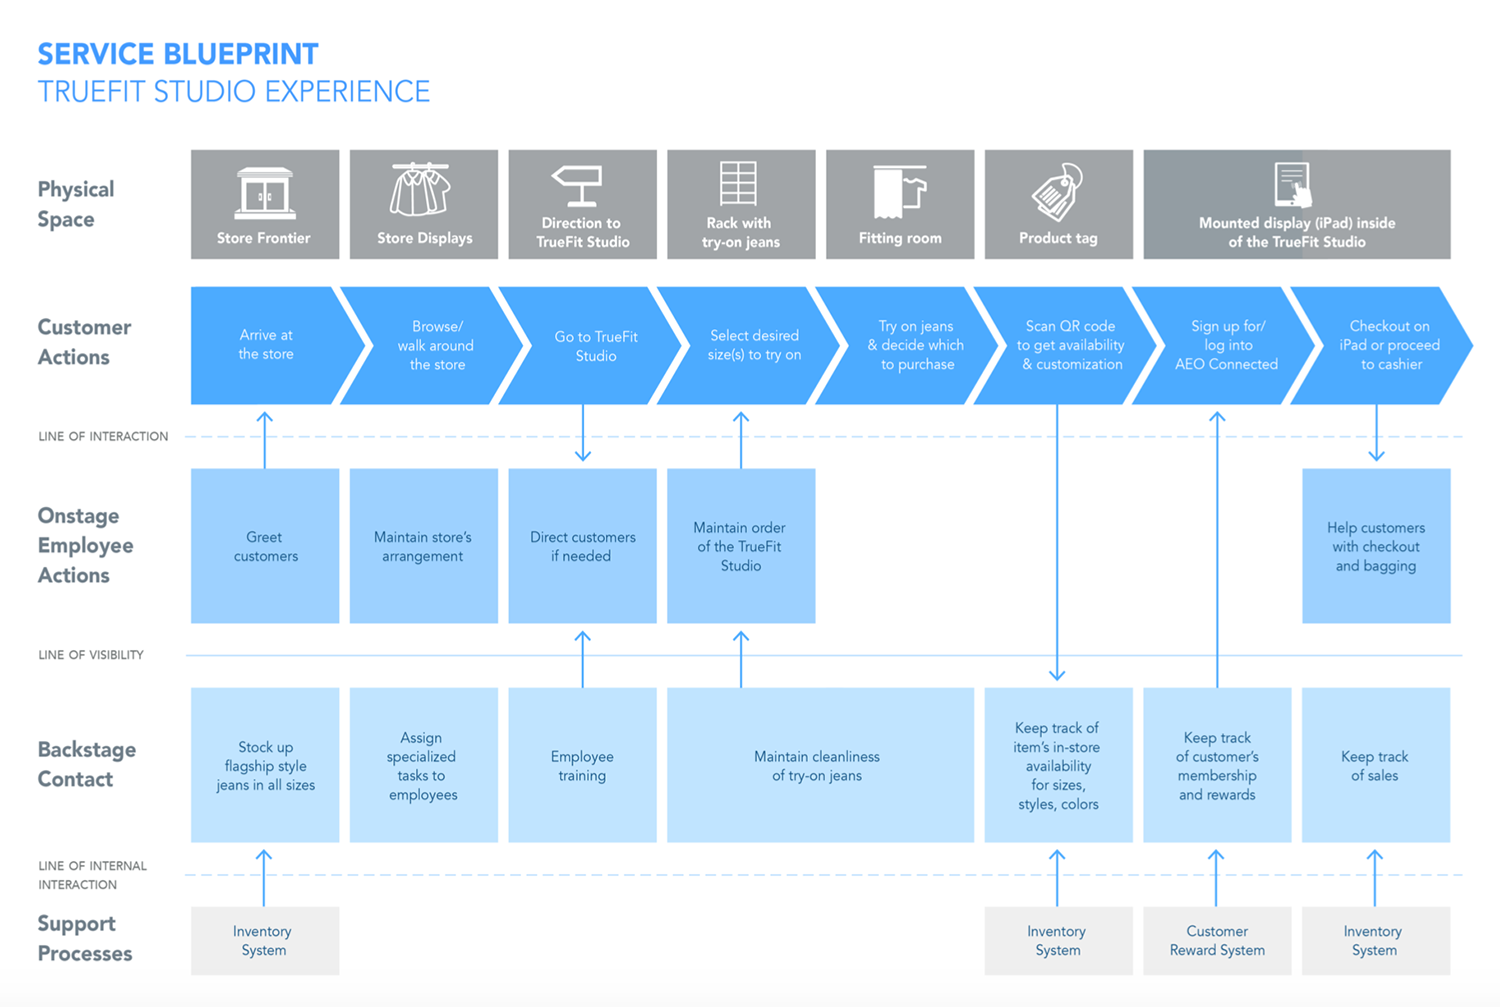 SERVICE BLUEPRINT
TRUEFIT STUDIO EXPERIENCE
Physical
Space
Store Frontier
Store Displays
Direction to
TrueFit Studio
Rack with
try-on jeans
Fitting room
Product tag
Mounted display (iPad) inside
of the TrueFit Studio
Customer
Actions
Arrive at
the store
Browse/
walk around
the store
Go to TrueFit
Studio
Select desired
size(s) to try on
Try on jeans
& decide which
to purchase
Scan QR code
to get availability
& customization
Sign up for/
log into
AEO Connected
Checkout on
iPad or proceed
to cashier
LINE OF INTERACTION
Onstage
Employee
Actions
Greet
customers
Maintain store's
arrangement
Direct customers
if needed
Maintain order
of the TrueFit
Studio
Help customers
with checkout
and bagging
LINE OF VISIBILITY
Backstage
Contact
Stock up
flagship style
jeans in all sizes
Assign
specialized
tasks to
employees
Employee
training
Maintain cleanliness
of try-on jeans
Keep track of
item's in-store
availability
for sizes,
styles, colors
Keep track
of customer's
membership
and rewards
Keep track
of sales
LINE OF INTERNAL
INTERACTION
Support
Processes
Inventory
System
Inventory
System
Customer
Reward System
Inventory
System